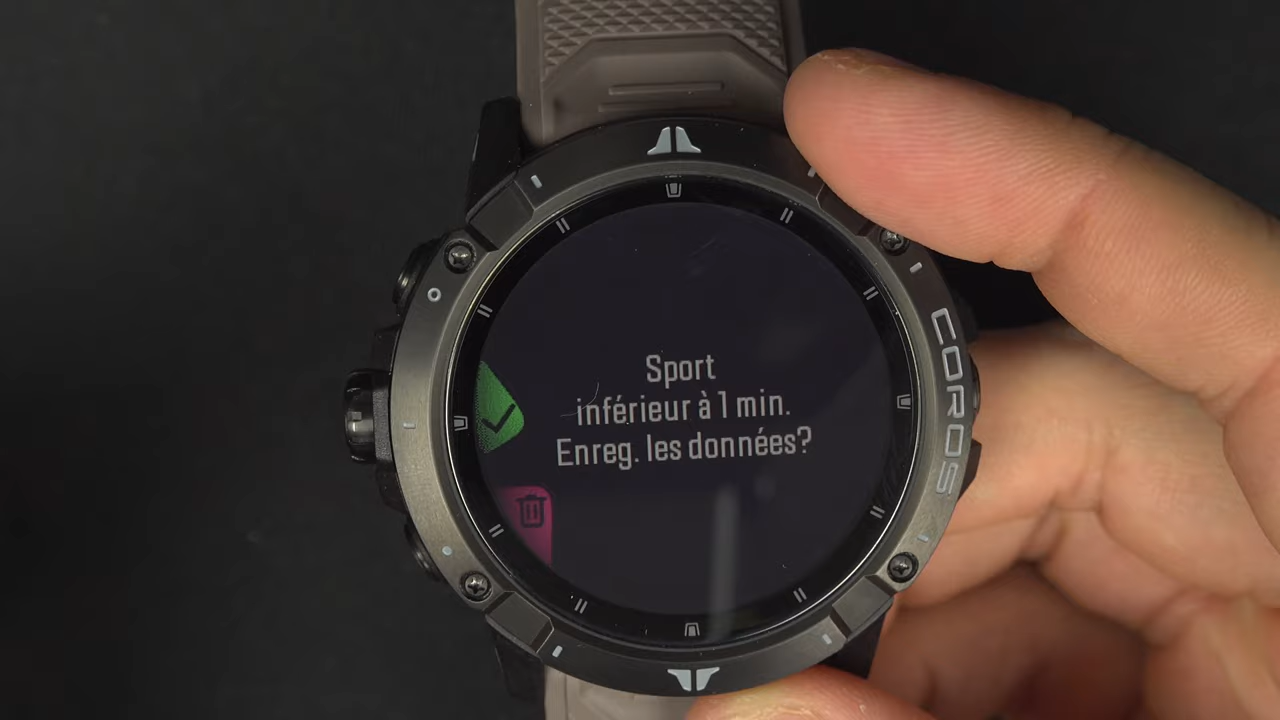 Sport
inférieur à 1 min.
Enreg. les données?
COROS